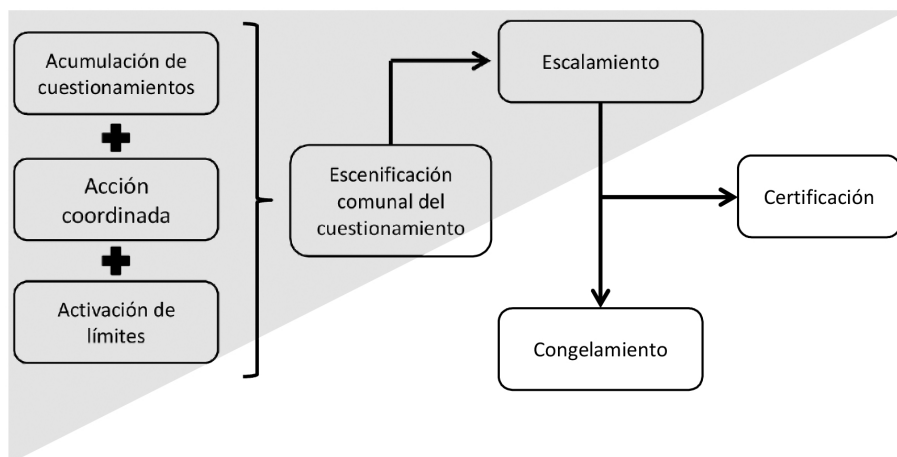 Acumulación de
cuestionamientos
Acción
coordinada
Activación de
límites
Escenificación
comunal del
cuestionamiento
Escalamiento
Certificación
Congelamiento